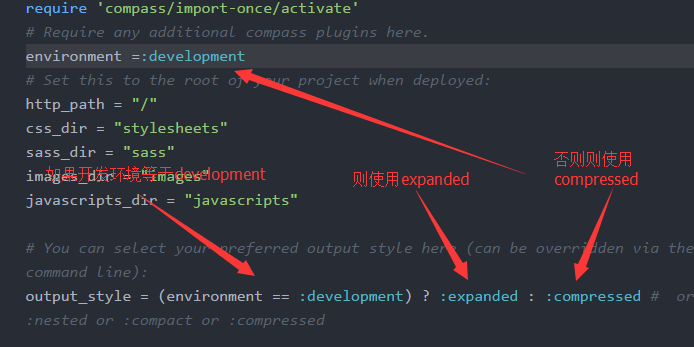 require 'compass/import-once/activate'
# Require any additional compass plugins here.
environment =:development
# Set this to the root of your project when deployed:
http_path = "/"
css_dir = "stylesheets"
sass_dir = "sass"
images_dir = "images"
如果开发环境等于development
则使用expanded
否则则使用
compressed
javascripts_dir = "javascripts"
# You can select your preferred output style here (can be overridden via the
command line):
output_style = (environment == :development) ? :expanded : :compressed # or
:nested or :compact or :compressed